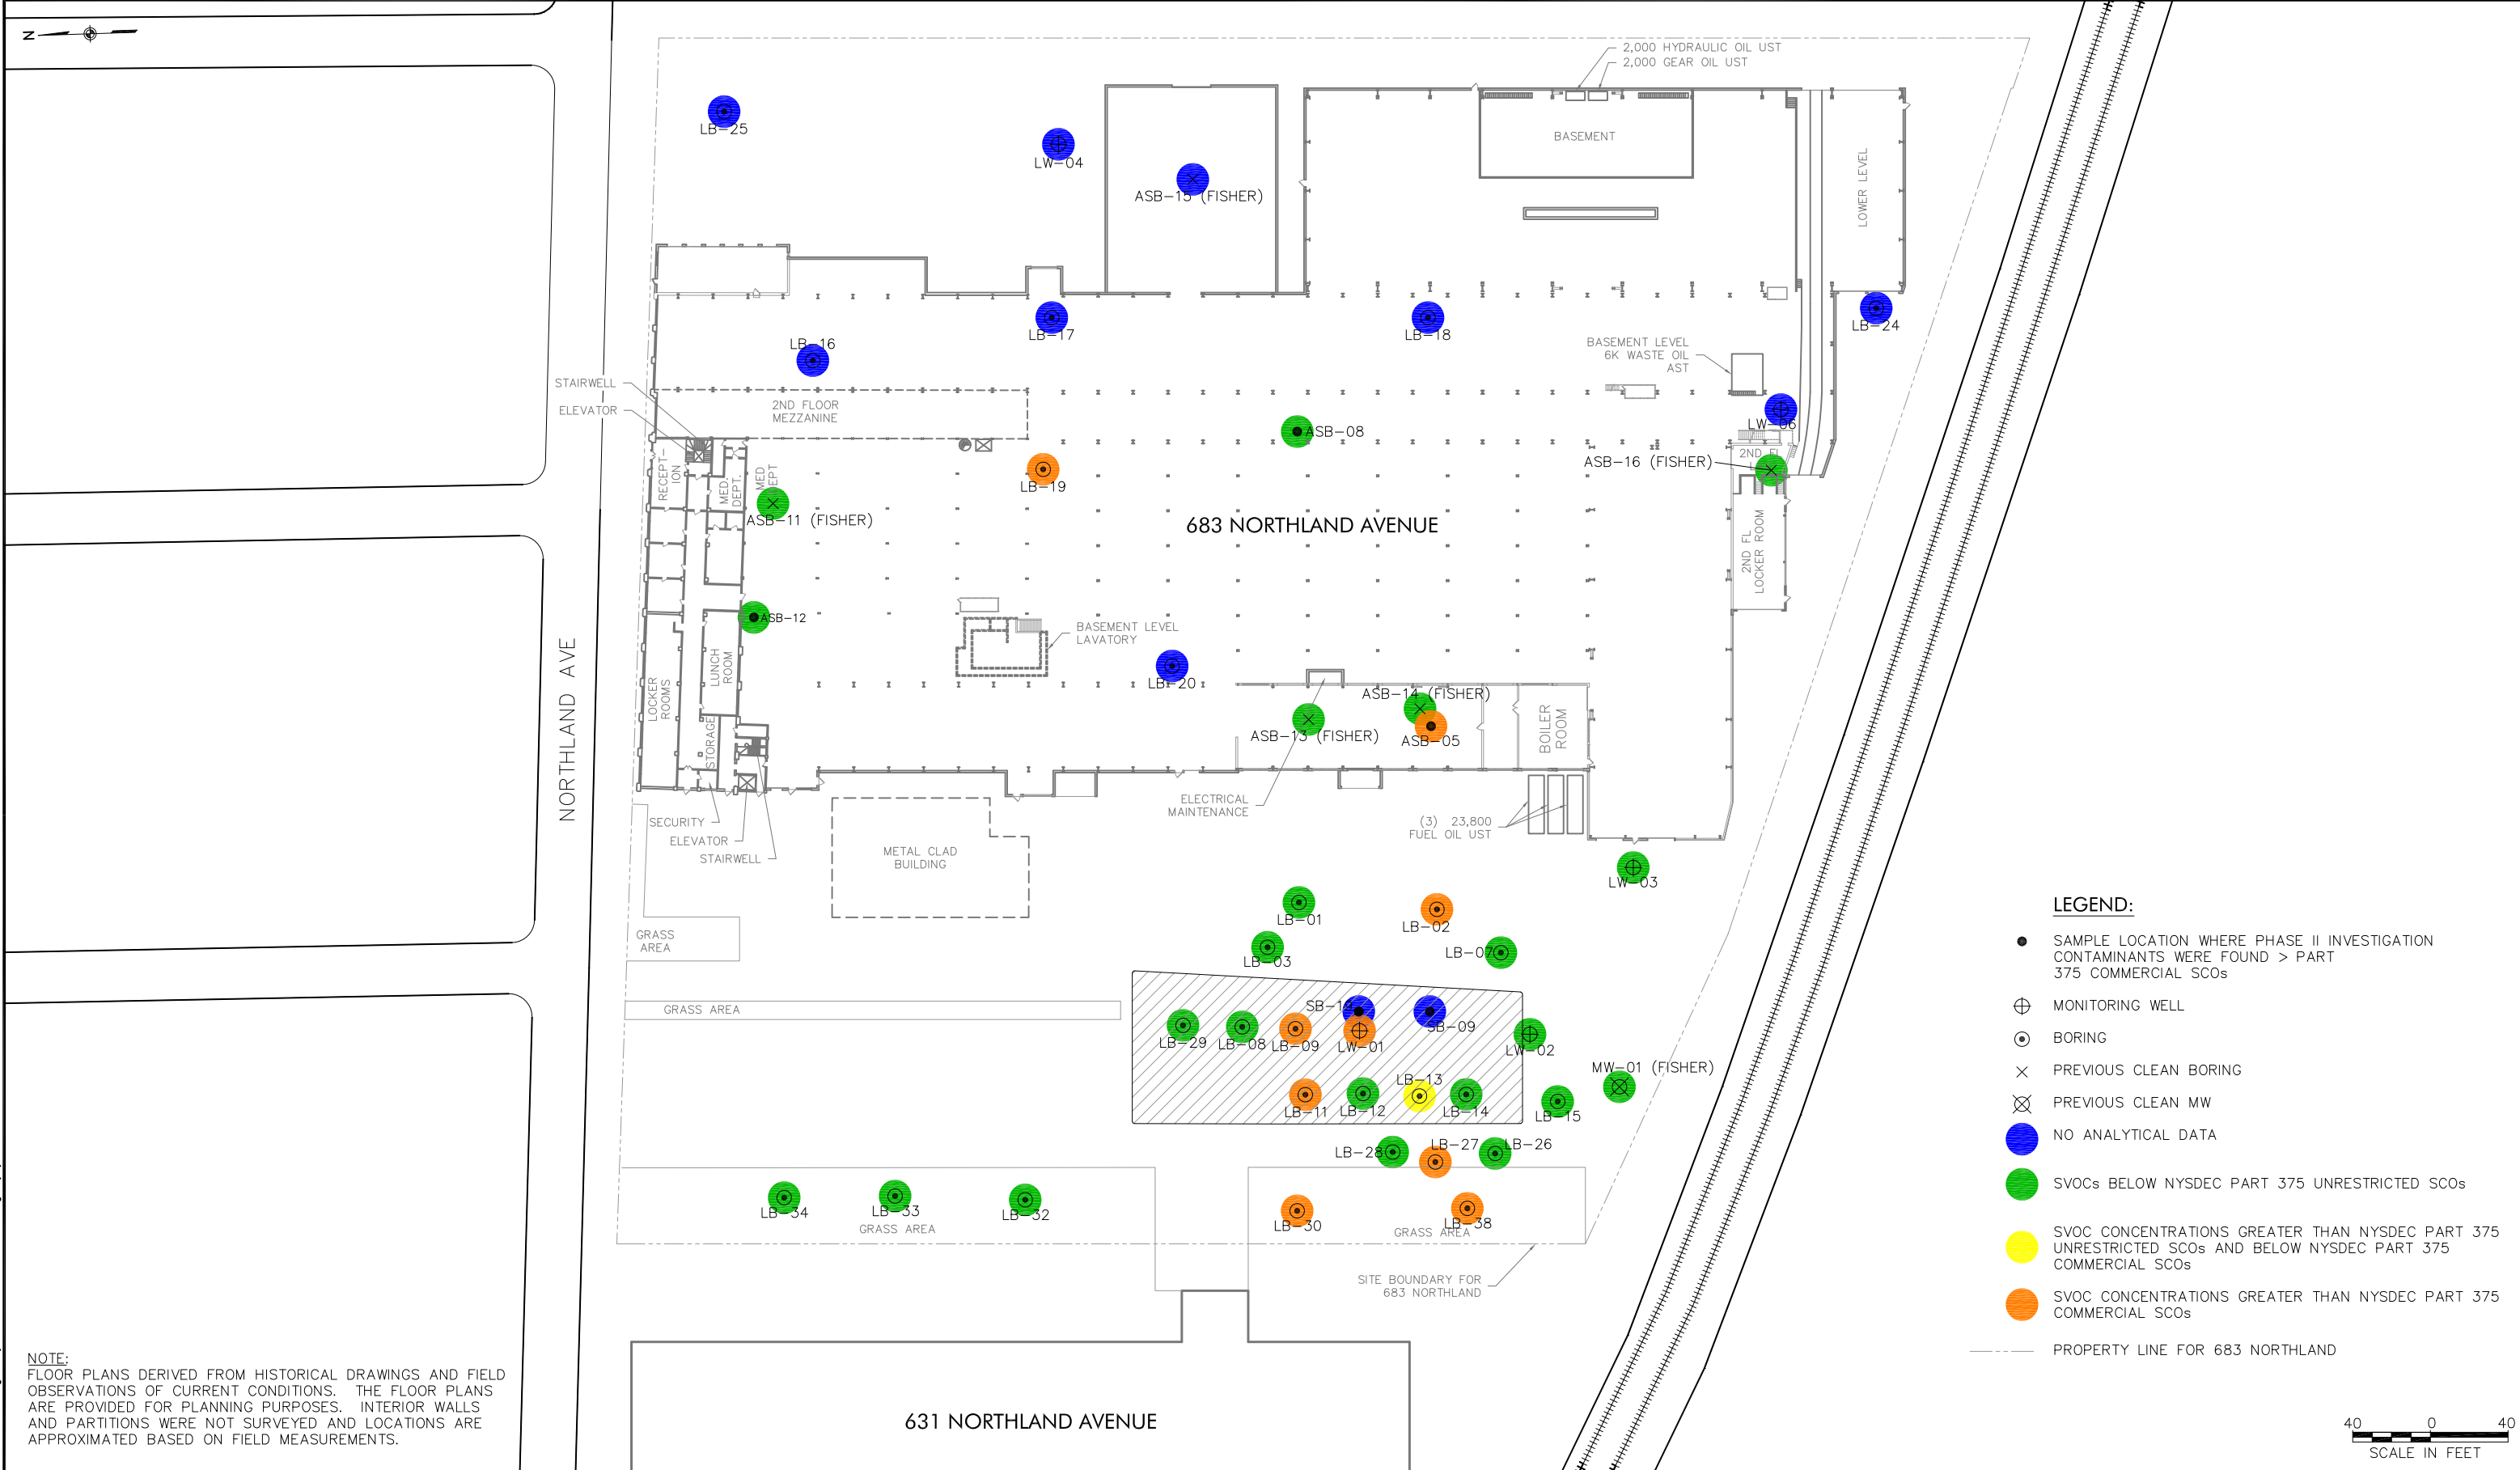 N
2,000 HYDRAULIC OIL UST
2,000 GEAR OIL UST
LB-25
LW-04
ASB-15 (FISHER)
BASEMENT
LOWER LEVEL
LB-16
LB-17
LB-18
LB-24
BASEMENT LEVEL
6K WASTE OIL
AST
STAIRWELL
ELEVATOR
2ND FLOOR
MEZZANINE
LW-06
ASB-08
2ND FL
ASB-16 (FISHER)
RECEPT-
ION
MED.
DEPT.
MED
DEPT
LB-19
ASB-11 (FISHER)
683 NORTHLAND AVENUE
2ND FL
LOCKER ROOM
ASB-12
BASEMENT LEVEL
LAVATORY
NORTHLAND AVE
LOCKER
ROOMS
LUNCH
ROOM
STORAGE
LB-20
ASB-14 (FISHER)
ASB-13 (FISHER)
ASB-05
BOILER
ROOM
ELECTRICAL
MAINTENANCE
(3) 23,800
FUEL OIL UST
SECURITY
ELEVATOR
STAIRWELL
METAL CLAD
BUILDING
LW-03
LB-01
LB-02
GRASS
AREA
LB-03
LB-07
GRASS AREA
SB-10
SB-09
LB-29
LB-08
LB-09
LW-01
LW-02
MW-01 (FISHER)
LB-13
LB-11
LB-12
LB-14
LB-15
LB-28
LB-27
LB-26
LB-34
LB-33
LB-32
LB-30
LB-38
GRASS AREA
GRASS AREA
SITE BOUNDARY FOR
683 NORTHLAND
631 NORTHLAND AVENUE
NOTE:
FLOOR PLANS DERIVED FROM HISTORICAL DRAWINGS AND FIELD
OBSERVATIONS OF CURRENT CONDITIONS. THE FLOOR PLANS
ARE PROVIDED FOR PLANNING PURPOSES. INTERIOR WALLS
AND PARTITIONS WERE NOT SURVEYED AND LOCATIONS ARE
APPROXIMATED BASED ON FIELD MEASUREMENTS.
LEGEND:
SAMPLE LOCATION WHERE PHASE II INVESTIGATION
CONTAMINANTS WERE FOUND > PART
375 COMMERCIAL SCOs
MONITORING WELL
BORING
PREVIOUS CLEAN BORING
PREVIOUS CLEAN MW
NO ANALYTICAL DATA
SVOCs BELOW NYSDEC PART 375 UNRESTRICTED SCOs
SVOC CONCENTRATIONS GREATER THAN NYSDEC PART 375
UNRESTRICTED SCOs AND BELOW NYSDEC PART 375
COMMERCIAL SCOs
SVOC CONCENTRATIONS GREATER THAN NYSDEC PART 375
COMMERCIAL SCOs
PROPERTY LINE FOR 683 NORTHLAND
40 0 40
SCALE IN FEET